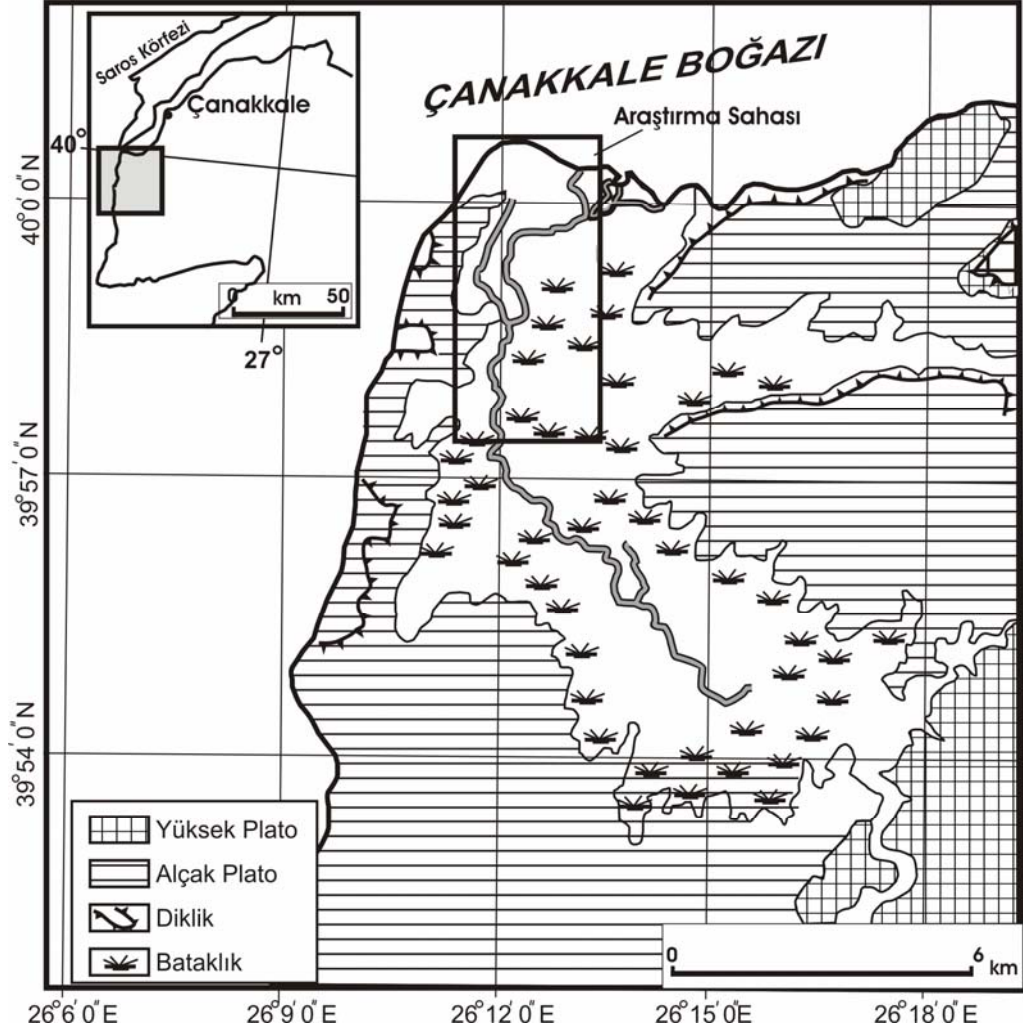 Saros Körfezi
Çanakkale
40°
0 km 50
27°
ÇANAKKALE BOĞAZI
Araştırma Sahası
40° 0' 0" N
39° 57' 0" N
39° 54' 0" N
Yüksek Plato
Alçak Plato
Diklik
Bataklık
0 6 km
26° 6' 0" E
26° 9' 0" E
26° 12' 0" E
26° 15' 0" E
26° 18' 0" E